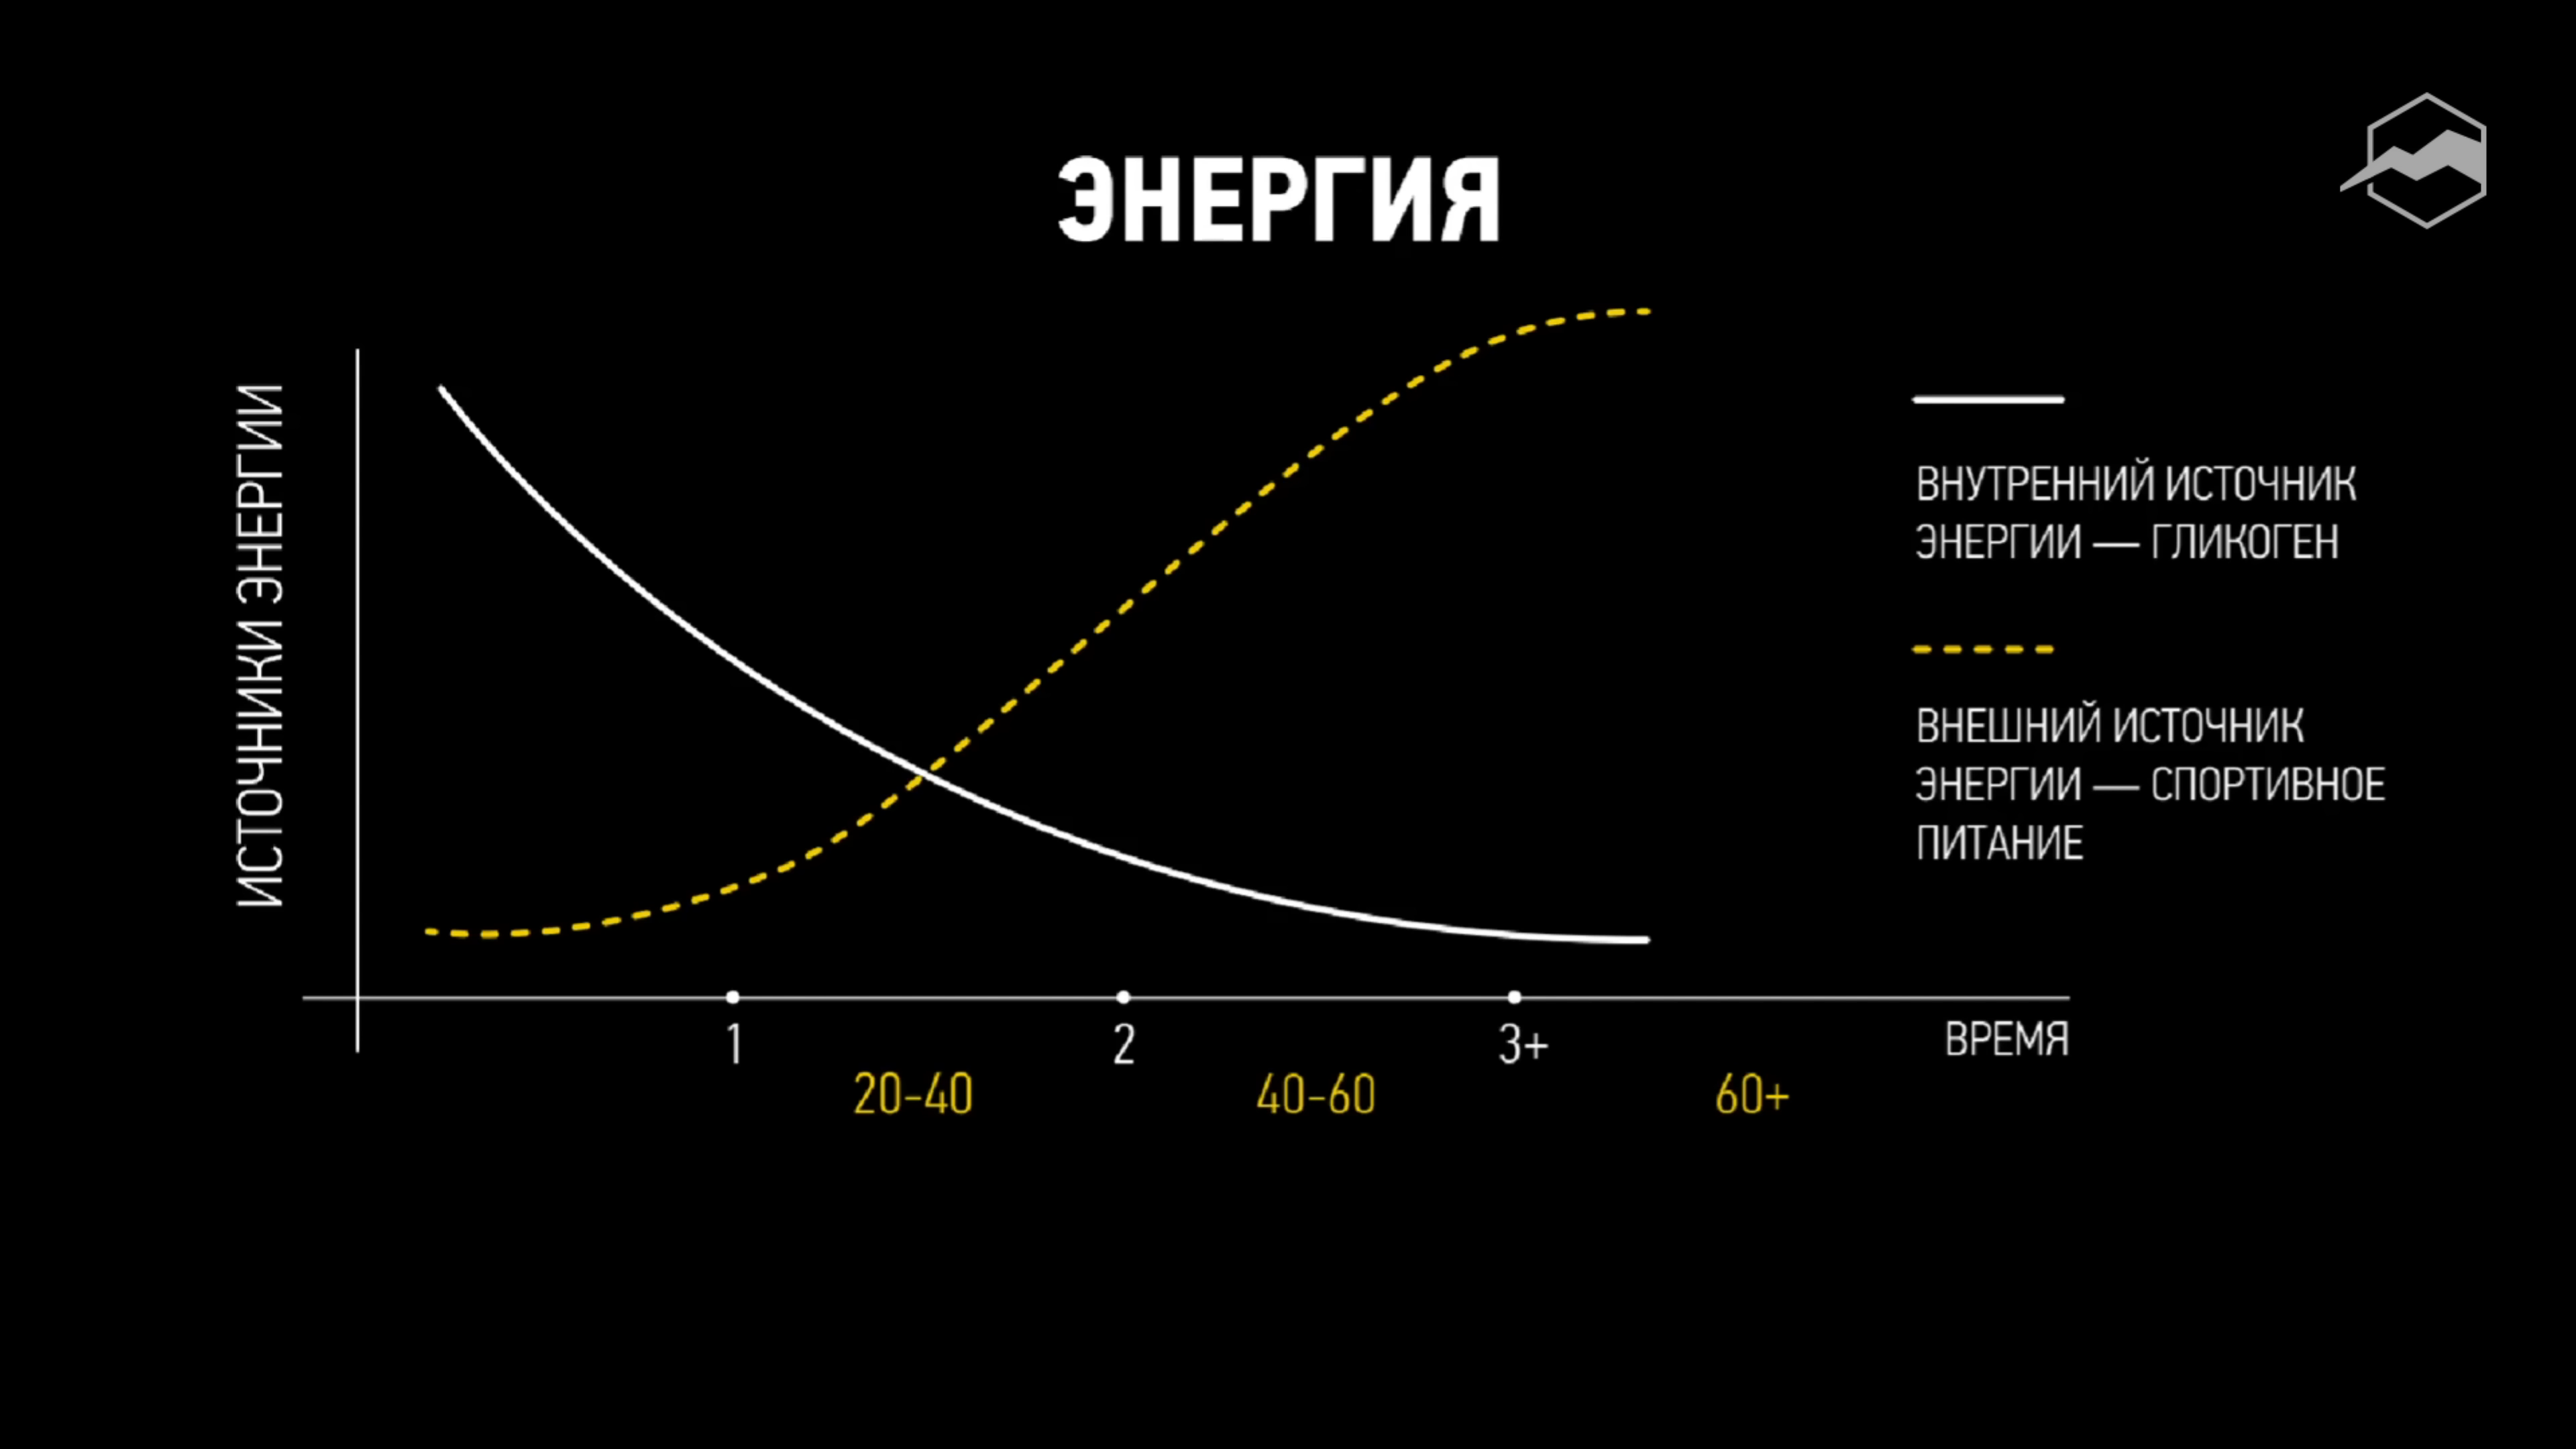 ЭНЕРГИЯ
ИСТОЧНИКИ ЭНЕРГИИ
ВНУТРЕННИЙ ИСТОЧНИК
ЭНЕРГИИ — ГЛИКОГЕН
ВНЕШНИЙ ИСТОЧНИК
ЭНЕРГИИ — СПОРТИВНОЕ
ПИТАНИЕ
1 2 3+ ВРЕМЯ
20-40 40-60 60+